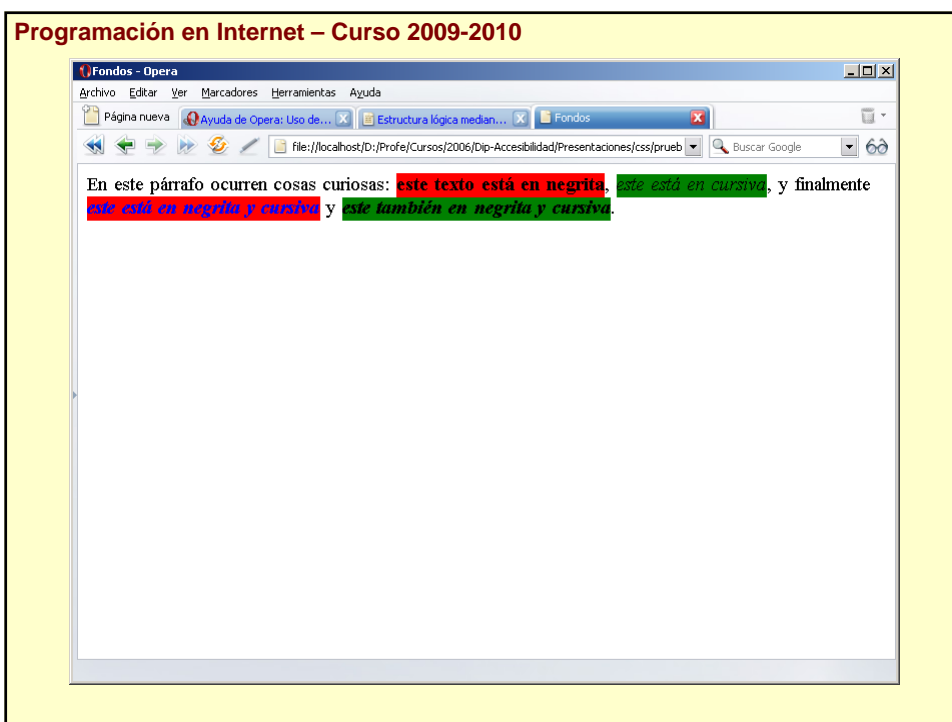 Programación en Internet – Curso 2009-2010
Fondos - Opera
Archivo Editar Ver Marcadores Herramientas Ayuda
Página nueva Ayuda de Opera: Uso de... Estructura lógica median... Fondos
file://localhost/D:/Profe/Cursos/2006/Dip-Accesibilidad/Presentaciones/css/prueb Buscar Google
En este párrafo ocurren cosas curiosas: este texto está en negrita, este está en cursiva, y finalmente
este está en negrita y cursiva y este también en negrita y cursiva.